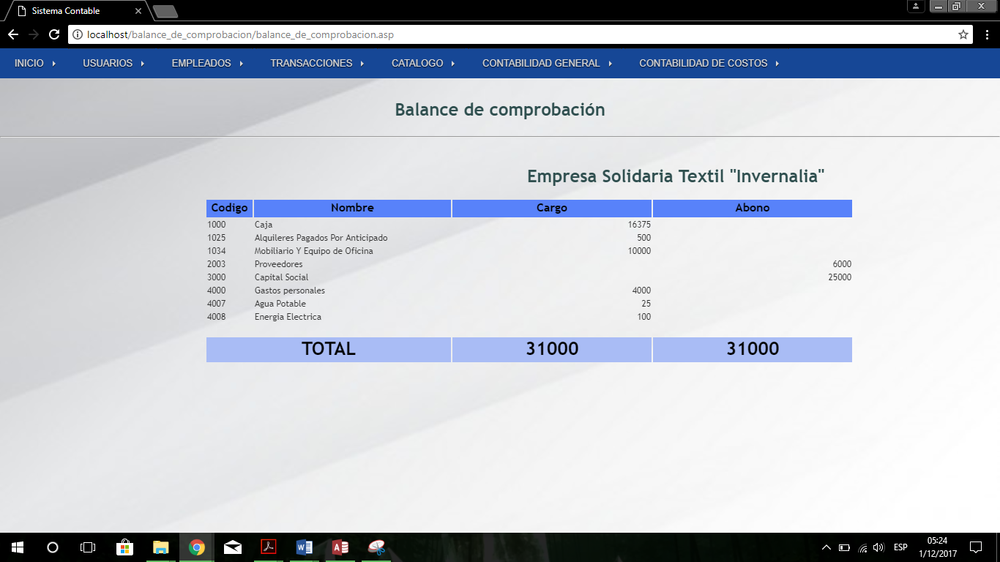 Sistema Contable
localhost/balance_de_comprobacion/balance_de_comprobacion.asp
INICIO USUARIOS EMPLEADOS TRANSACCIONES CATALOGO CONTABILIDAD GENERAL CONTABILIDAD DE COSTOS
Balance de comprobación
Empresa Solidaria Textil "Invernalia"
Codigo Nombre Cargo Abono
1000 Caja 16375
1025 Alquileres Pagados Por Anticipado 500
1034 Mobiliario Y Equipo de Oficina 10000
2003 Proveedores 6000
3000 Capital Social 25000
4000 Gastos personales 4000
4007 Agua Potable 25
4008 Energia Electrica 100
TOTAL 31000 31000
ESP
05:24
1/12/2017